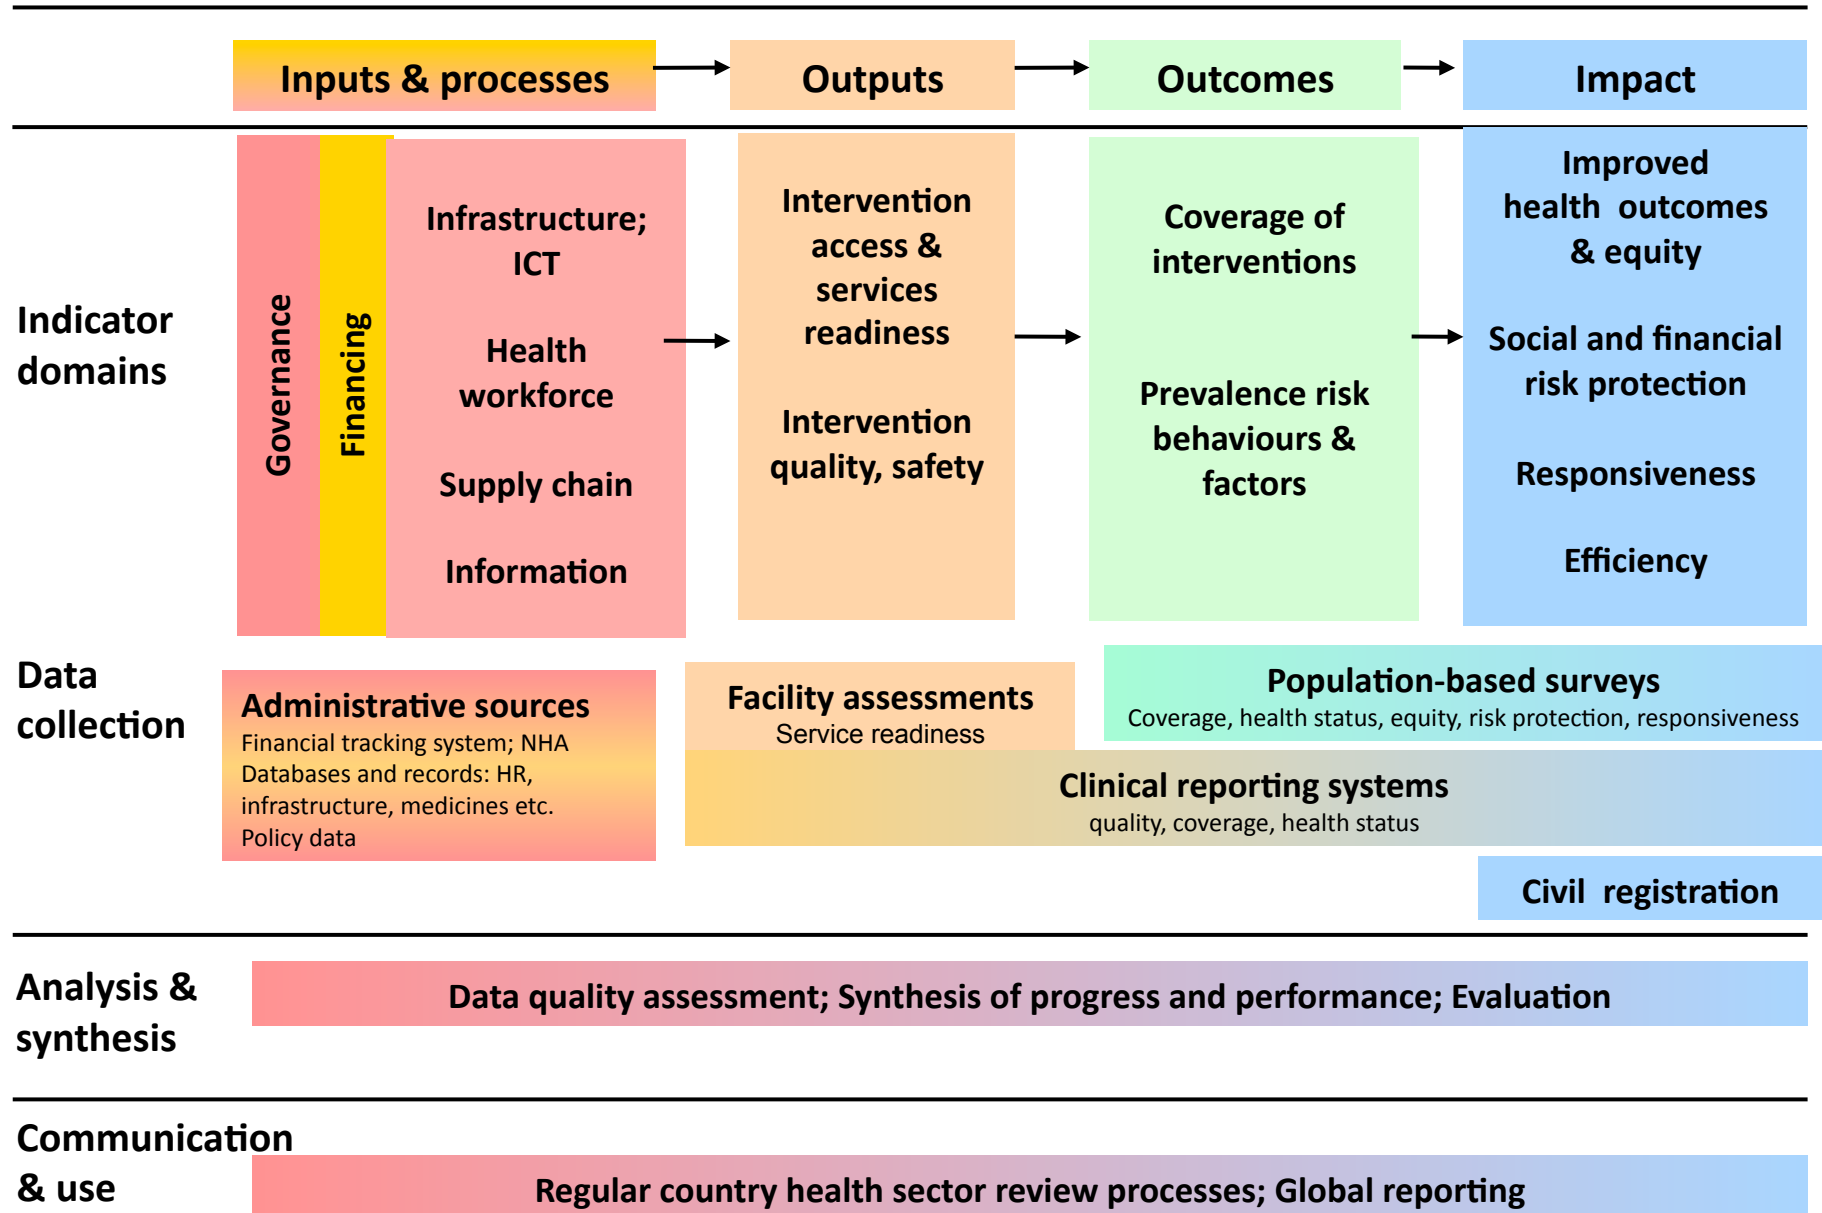 Inputs & processes
Outputs
Outcomes
Impact
Indicator
domains
Governance
Financing
Infrastructure;
ICT
Health
workforce
Supply chain
Information
Intervention
access &
services
readiness
Intervention
quality, safety
Coverage of
interventions
Prevalence risk
behaviours &
factors
Improved
health outcomes
& equity
Social and financial
risk protection
Responsiveness
Efficiency
Data
collection
Administrative sources
Financial tracking system; NHA
Databases and records: HR,
infrastructure, medicines etc.
Policy data
Facility assessments
Service readiness
Population-based surveys
Coverage, health status, equity, risk protection, responsiveness
Clinical reporting systems
quality, coverage, health status
Civil registration
Analysis &
synthesis
Data quality assessment; Synthesis of progress and performance; Evaluation
Communication
& use
Regular country health sector review processes; Global reporting